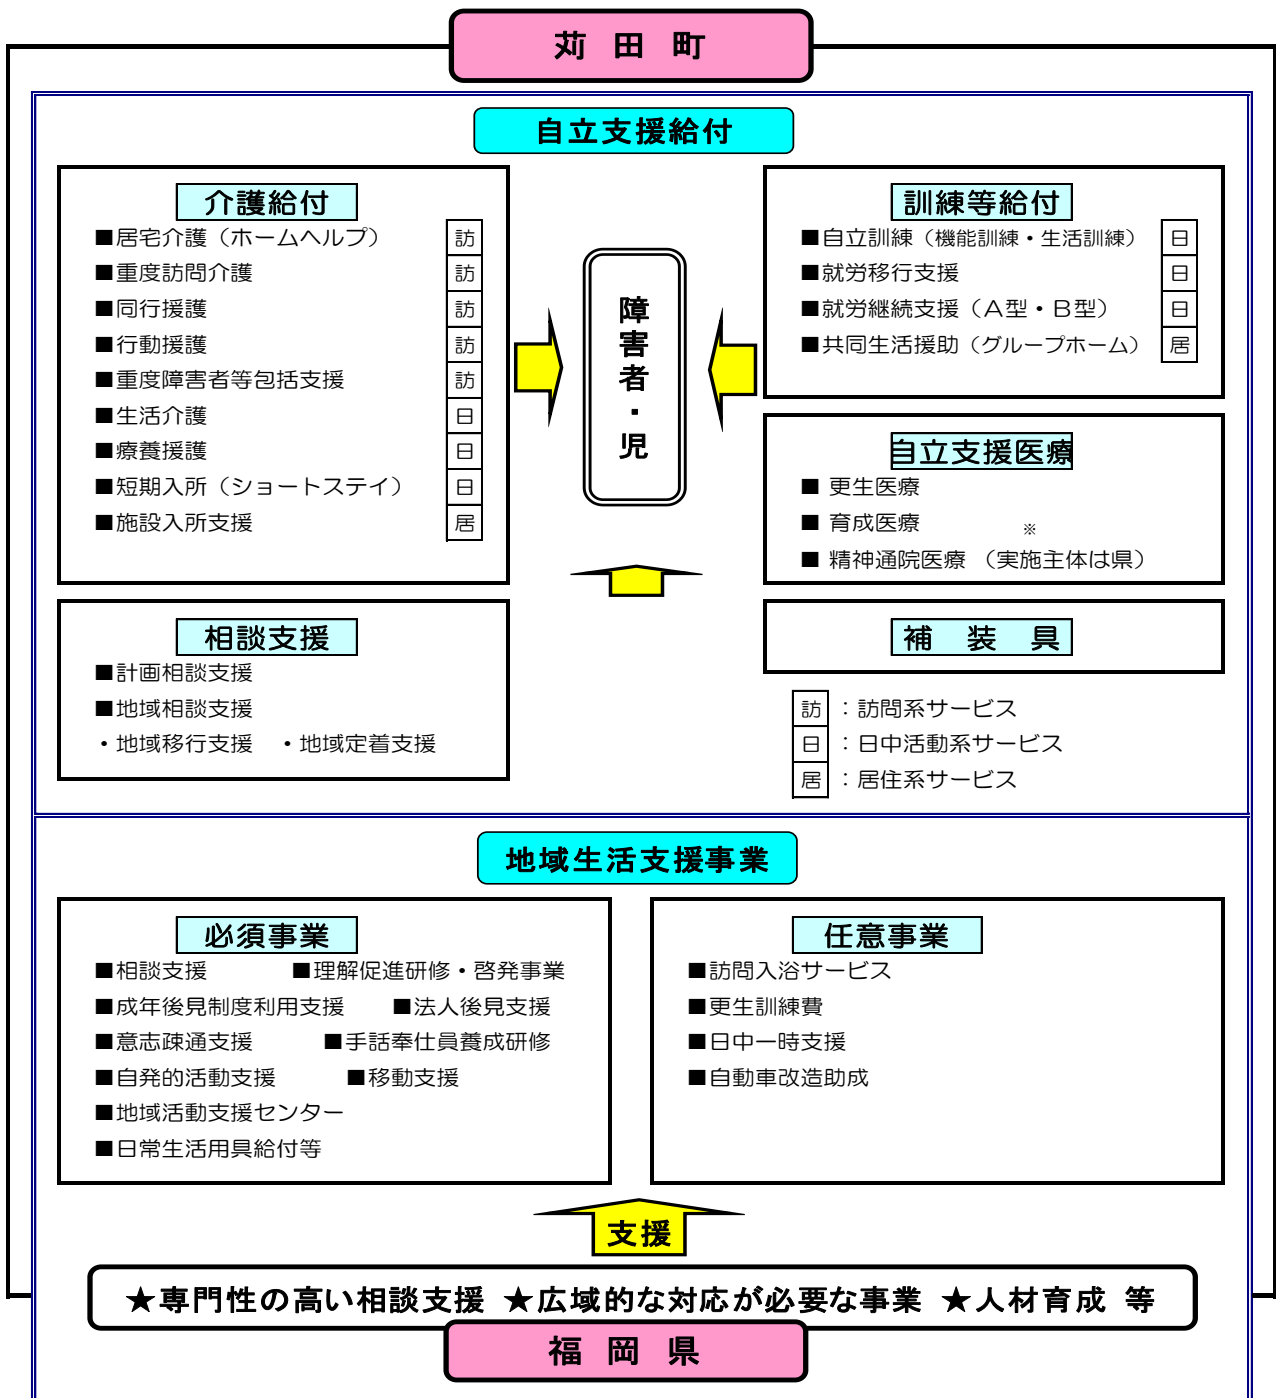 苅 田 町
自立支援給付
介護給付
■居宅介護（ホームヘルプ） 訪
■重度訪問介護 訪
■同行援護 訪
■行動援護 訪
■重度障害者等包括支援 訪
■生活介護 日
■療養援護 日
■短期入所（ショートステイ） 日
■施設入所支援 居
障害者・児
訓練等給付
■自立訓練（機能訓練・生活訓練） 日
■就労移行支援 日
■就労継続支援（A型・B型） 日
■共同生活援助（グループホーム） 居
自立支援医療
■ 更生医療
■ 育成医療 ※
■ 精神通院医療 （実施主体は県）
相談支援
■計画相談支援
■地域相談支援
・地域移行支援 ・地域定着支援
補 装 具
訪 ：訪問系サービス
日 ：日中活動系サービス
居 ：居住系サービス
地域生活支援事業
必須事業
■相談支援 ■理解促進研修・啓発事業
■成年後見制度利用支援 ■法人後見支援
■意志疎通支援 ■手話奉仕員養成研修
■自発的活動支援 ■移動支援
■地域活動支援センター
■日常生活用具給付等
任意事業
■訪問入浴サービス
■更生訓練費
■日中一時支援
■自動車改造助成
支援
★専門性の高い相談支援 ★広域的な対応が必要な事業 ★人材育成 等
福 岡 県